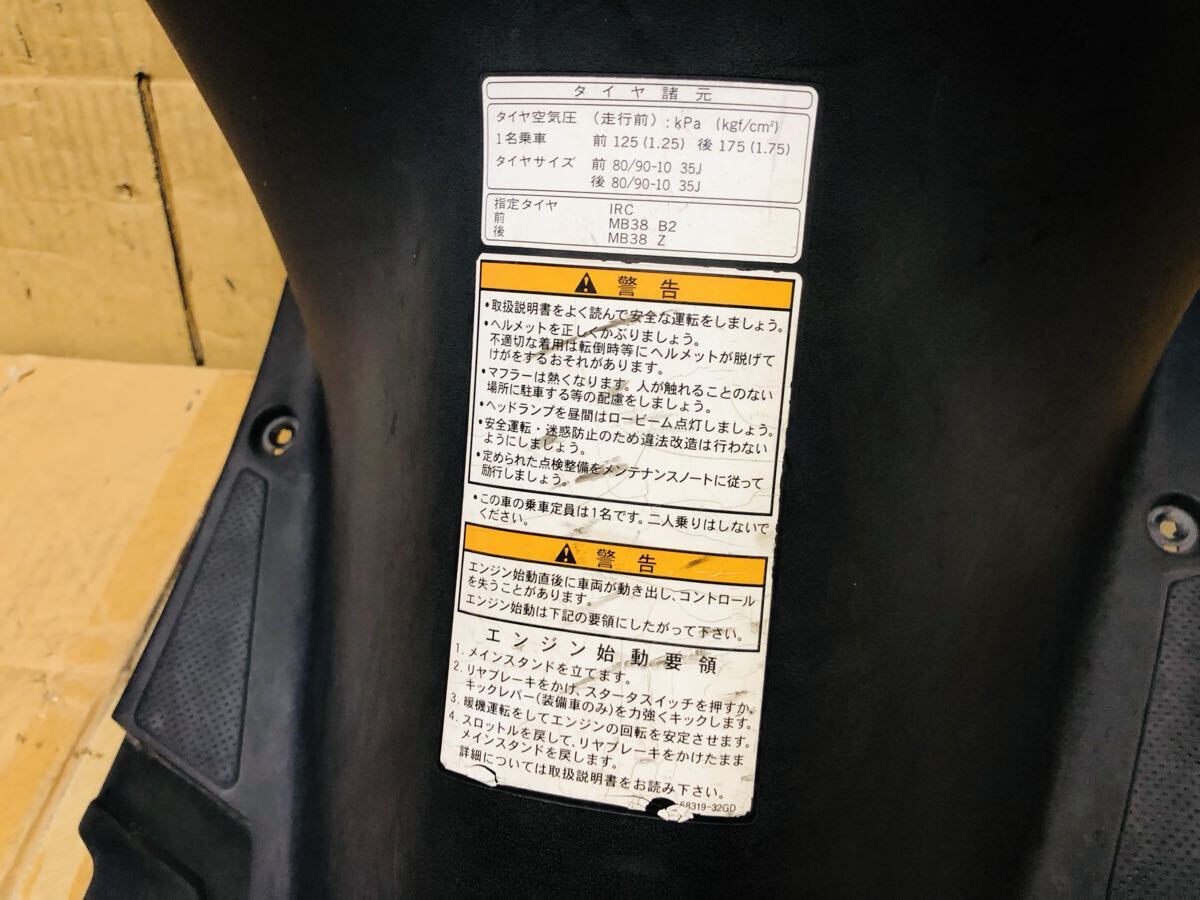 タイヤ諸元
タイヤ空気圧 (走行前) : kPa (kgf/cm²)
1名乗車 前 125 (1.25) 後 175 (1.75)
タイヤサイズ 前 80/90-10 35J
後 80/90-10 35J
指定タイヤ IRC
前 MB38 B2
後 MB38 Z
警告
・取扱説明書をよく読んで安全な運転をしましょう。
・ヘルメットを正しくかぶりましょう。
不適切な着用は転倒時等にヘルメットが脱げて
けがをするおそれがあります。
・マフラーは熱くなります。人が触れることのない
場所に駐車する等の配慮をしましょう。
・ヘッドランプを昼間はロービーム点灯しましょう。
・安全運転・迷惑防止のため違法改造は行わない
ようにしましょう。
・定められた点検整備をメンテナンスノートに従って
励行しましょう。
・この車の乗車定員は1名です。二人乗りはしないで
ください。
警告
エンジン始動直後に車両が動き出し、コントロール
を失うことがあります。
エンジン始動は下記の要領にしたがって下さい。
エンジン始動要領
1. メインスタンドを立てます。
2. リヤブレーキをかけ、スタータスイッチを押すか、
キックレバー(装備車のみ)を力強くキックします。
3. 暖機運転をしてエンジンの回転を安定させます。
4. スロットルを戻して、リヤブレーキをかけたまま
メインスタンドを戻します。
詳細については取扱説明書をお読み下さい。
68319-32GD